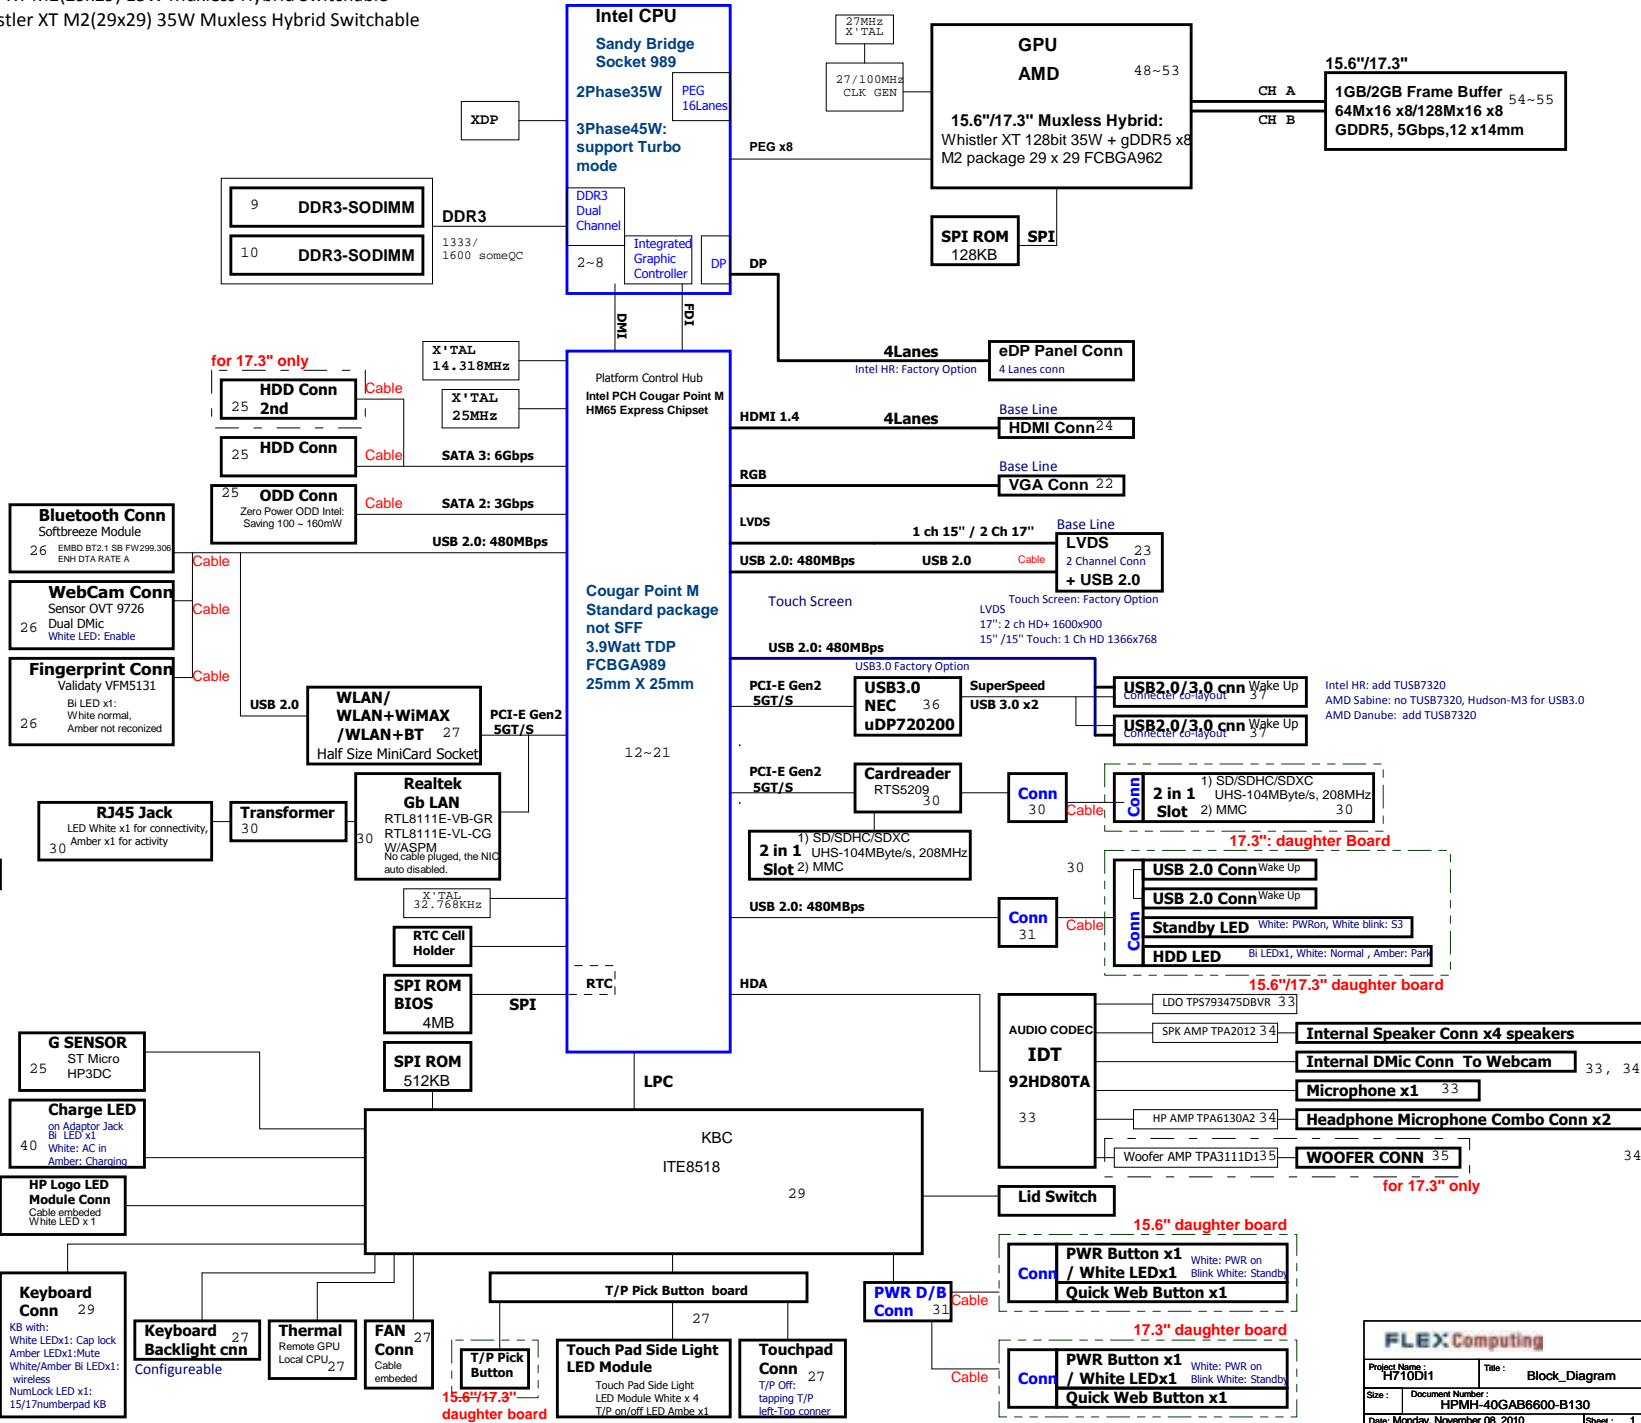 stler XT M2(29x29) 35W Muxless Hybrid Switchable
Intel CPU
Sandy Bridge
Socket 989
2Phase35W
PEG
16Lanes
3Phase45W:
support Turbo
mode
XDP
DDR3
Dual
Channel
2~8
Integrated
Graphic
Controller
DP
DP
PEG x8
27MHz
X'TAL
27/100MHz
CLK GEN
GPU
AMD
48~53
15.6"/17.3" Muxless Hybrid:
Whistler XT 128bit 35W + gDDR5 x8
M2 package 29 x 29 FCBGA962
CH A
CH B
15.6"/17.3"
1GB/2GB Frame Buffer
54~55
64Mx16 x8/128Mx16 x8
GDDR5, 5Gbps,12 x14mm
SPI ROM
128KB
SPI
9 DDR3-SODIMM
10 DDR3-SODIMM
DDR3
1333/
1600 someQC
DMI
FDI
4Lanes
Intel HR: Factory Option
eDP Panel Conn
4 Lanes conn
X'TAL
14.318MHz
X'TAL
25MHz
for 17.3" only
HDD Conn
25 2nd
Cable
25 HDD Conn
Cable
SATA 3: 6Gbps
25 ODD Conn
Zero Power ODD Intel:
Saving 100 ~ 160mW
Cable
SATA 2: 3Gbps
USB 2.0: 480MBps
Platform Control Hub
Intel PCH Cougar Point M
HM65 Express Chipset
HDMI 1.4
4Lanes
Base Line
HDMI Conn 24
RGB
Base Line
VGA Conn 22
LVDS
1 ch 15" / 2 Ch 17"
Base Line
LVDS
23
2 Channel Conn
+ USB 2.0
USB 2.0: 480MBps
USB 2.0
Cable
Touch Screen
Touch Screen: Factory Option
LVDS
17": 2 ch HD+ 1600x900
15" /15" Touch: 1 Ch HD 1366x768
Bluetooth Conn
Softbreeze Module
26 EMBD BT2.1 SB FW299.306
ENH DTA RATE A
Cable
WebCam Conn
Sensor OVT 9726
Dual DMic
26 White LED: Enable
Cable
Fingerprint Conn
Validaty VFM5131
Bi LED x1:
White normal,
26 Amber not reconized
Cable
Cougar Point M
Standard package
not SFF
3.9Watt TDP
FCBGA989
25mm X 25mm
12~21
USB 2.0
WLAN/
WLAN+WiMAX
/WLAN+BT 27
Half Size MiniCard Socket
PCI-E Gen2
5GT/S
USB 2.0: 480MBps
USB3.0 Factory Option
PCI-E Gen2
5GT/S
USB3.0
NEC 36
uDP720200
SuperSpeed
USB 3.0 x2
USB2.0/3.0 cnn Wake Up
Connecter co-layout 37
USB2.0/3.0 cnn Wake Up
Connecter co-layout 37
Intel HR: add TUSB7320
AMD Sabine: no TUSB7320, Hudson-M3 for USB3.0
AMD Danube: add TUSB7320
RJ45 Jack
LED White x1 for connectivity,
30 Amber x1 for activity
Transformer
30
Realtek
Gb LAN
RTL8111E-VB-GR
30 RTL8111E-VL-CG
W/ASPM
No cable pluged, the NIC
auto disabled.
PCI-E Gen2
5GT/S
Cardreader
RTS5209
30
Conn
30
Cable
Conn
2 in 1
Slot
1) SD/SDHC/SDXC
UHS-104MByte/s, 208MHz
2) MMC 30
17.3": daughter Board
2 in 1
Slot
1) SD/SDHC/SDXC
UHS-104MByte/s, 208MHz
2) MMC
30
X'TAL
32.768KHz
USB 2.0: 480MBps
Conn
31
Cable
Conn
USB 2.0 Conn Wake Up
USB 2.0 Conn Wake Up
Standby LED White: PWRon, White blink: S3
HDD LED Bi LEDx1, White: Normal , Amber: Park
15.6"/17.3" daughter board
RTC Cell
Holder
RTC
SPI ROM
BIOS
4MB
SPI
HDA
AUDIO CODEC
IDT
92HD80TA
33
LDO TPS793475DBVR 33
SPK AMP TPA2012 34
Internal Speaker Conn x4 speakers
Internal DMic Conn To Webcam
33, 34
Microphone x1 33
HP AMP TPA6130A2 34
Headphone Microphone Combo Conn x2
Woofer AMP TPA3111D1 35
WOOFER CONN 35
34
for 17.3" only
G SENSOR
ST Micro
25 HP3DC
SPI ROM
512KB
LPC
Charge LED
on Adaptor Jack
Bi LED x1
40 White: AC in
Amber: Charging
HP Logo LED
Module Conn
Cable embeded
White LED x 1
KBC
ITE8518
29
Lid Switch
15.6" daughter board
Conn
PWR Button x1
/ White LEDx1
White: PWR on
Blink White: Standby
Quick Web Button x1
PWR D/B
Conn 31
Cable
17.3" daughter board
Conn
PWR Button x1
/ White LEDx1
White: PWR on
Blink White: Standby
Quick Web Button x1
Cable
Keyboard
Conn 29
KB with:
White LEDx1: Cap lock
Amber LEDx1:Mute
White/Amber Bi LEDx1:
wireless
NumLock LED x1:
15/17numberpad KB
Keyboard 27
Backlight cnn
Configureable
Thermal
Remote GPU
Local CPU 27
FAN 27
Conn
Cable
embeded
T/P Pick Button board
27
T/P Pick
Button
15.6"/17.3"
daughter board
Touch Pad Side Light
LED Module
Touch Pad Side Light
LED Module White x 4
T/P on/off LED Ambe x1
Touchpad
Conn 27
T/P Off:
tapping T/P
left-Top conner
FLEX Computing
Project Name :
H710DI1
Title :
Block_Diagram
Size :
Document Number :
HPMH-40GAB6600-B130
Date: Monday, November 08, 2010
Sheet : 1